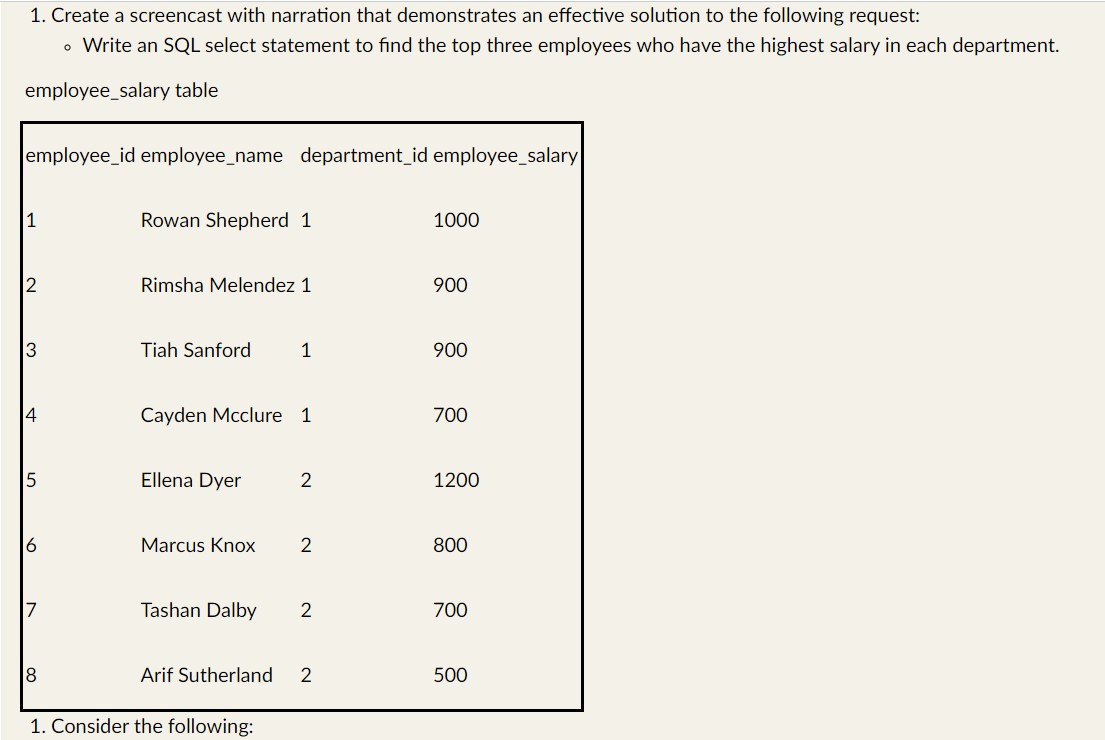 1. Create a screencast with narration that demonstrates an effective solution to the following request:
◦ Write an SQL select statement to find the top three employees who have the highest salary in each department.
employee_salary table
employee_id employee_name department_id employee_salary
1 Rowan Shepherd 1 1000
2 Rimsha Melendez 1 900
3 Tiah Sanford 1 900
4 Cayden Mcclure 1 700
5 Ellena Dyer 2 1200
6 Marcus Knox 2 800
7 Tashan Dalby 2 700
8 Arif Sutherland 2 500
1. Consider the following: